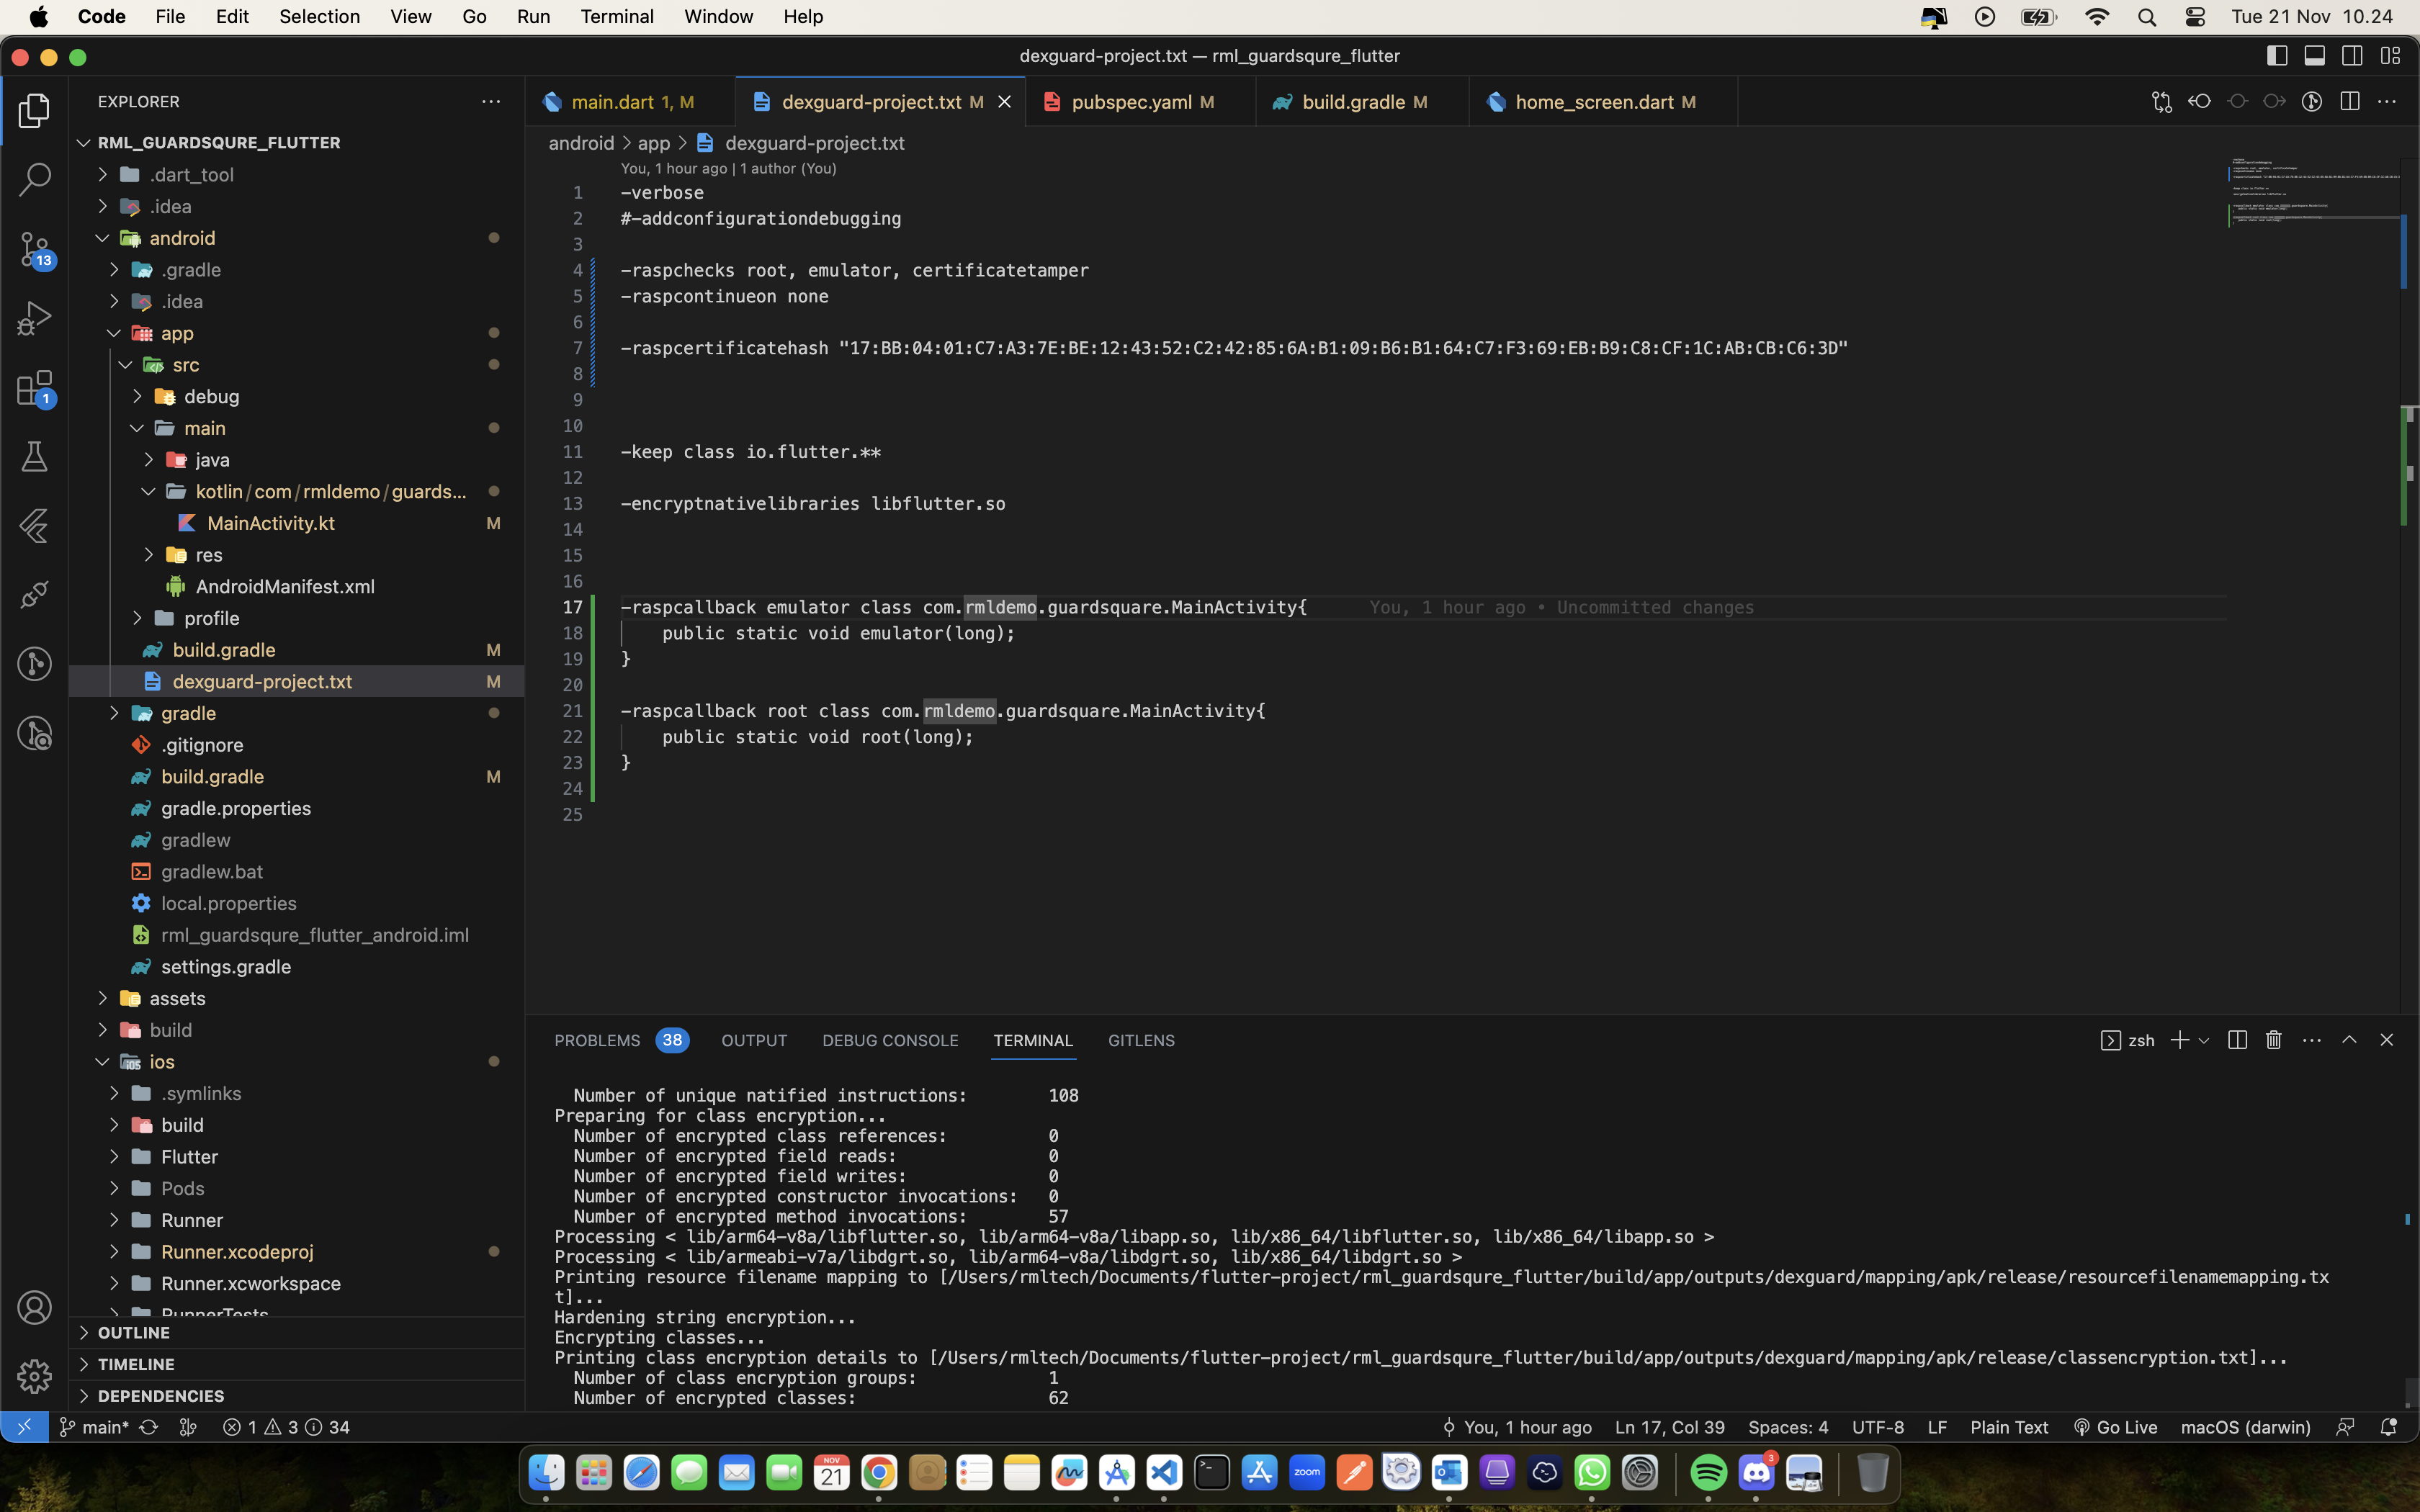 Code File Edit Selection View Go Run Terminal Window Help Tue 21 Nov 10.24
dexguard-project.txt — rml_guardsqure_flutter
EXPLORER
main.dart 1, M
dexguard-project.txt M
pubspec.yaml M
build.gradle M
home_screen.dart M
RML_GUARDSQURE_FLUTTER
.dart_tool
.idea
android
.gradle
.idea
app
src
debug
main
java
kotlin/com/rmldemo/guards...
MainActivity.kt M
res
AndroidManifest.xml
profile
build.gradle M
dexguard-project.txt M
gradle
.gitignore
build.gradle M
gradle.properties
gradlew
gradlew.bat
local.properties
rml_guardsqure_flutter_android.iml
settings.gradle
assets
build
ios
.symlinks
build
Flutter
Pods
Runner
Runner.xcodeproj
Runner.xcworkspace
RunnerTests
OUTLINE
TIMELINE
DEPENDENCIES
13
1
android > app > dexguard-project.txt
You, 1 hour ago | 1 author (You)
1 -verbose
2 #-addconfigurationdebugging
3
4 -raspchecks root, emulator, certificatetamper
5 -raspcontinueon none
6
7 -raspcertificatehash "17:BB:04:01:C7:A3:7E:BE:12:43:52:C2:42:85:6A:B1:09:B6:B1:64:C7:F3:69:EB:B9:C8:CF:1C:AB:CB:C6:3D"
8
9
10
11 -keep class io.flutter.**
12
13 -encryptnativelibraries libflutter.so
14
15
16
17 -raspcallback emulator class com.rmldemo.guardsquare.MainActivity{ You, 1 hour ago • Uncommitted changes
18 public static void emulator(long);
19 }
20
21 -raspcallback root class com.rmldemo.guardsquare.MainActivity{
22 public static void root(long);
23 }
24
25
PROBLEMS 38 OUTPUT DEBUG CONSOLE TERMINAL GITLENS zsh
Number of unique natified instructions: 108
Preparing for class encryption...
Number of encrypted class references: 0
Number of encrypted field reads: 0
Number of encrypted field writes: 0
Number of encrypted constructor invocations: 0
Number of encrypted method invocations: 57
Processing < lib/arm64-v8a/libflutter.so, lib/arm64-v8a/libapp.so, lib/x86_64/libflutter.so, lib/x86_64/libapp.so >
Processing < lib/armeabi-v7a/libdgrt.so, lib/arm64-v8a/libdgrt.so, lib/x86_64/libdgrt.so >
Printing resource filename mapping to [/Users/rmltech/Documents/flutter-project/rml_guardsqure_flutter/build/app/outputs/dexguard/mapping/apk/release/resourcefilenamemapping.tx
t]...
Hardening string encryption...
Encrypting classes...
Printing class encryption details to [/Users/rmltech/Documents/flutter-project/rml_guardsqure_flutter/build/app/outputs/dexguard/mapping/apk/release/classencryption.txt]...
Number of class encryption groups: 1
Number of encrypted classes: 62
main* 1 3 34 You, 1 hour ago Ln 17, Col 39 Spaces: 4 UTF-8 LF Plain Text Go Live macOS (darwin)
NOV
21
zoom
3